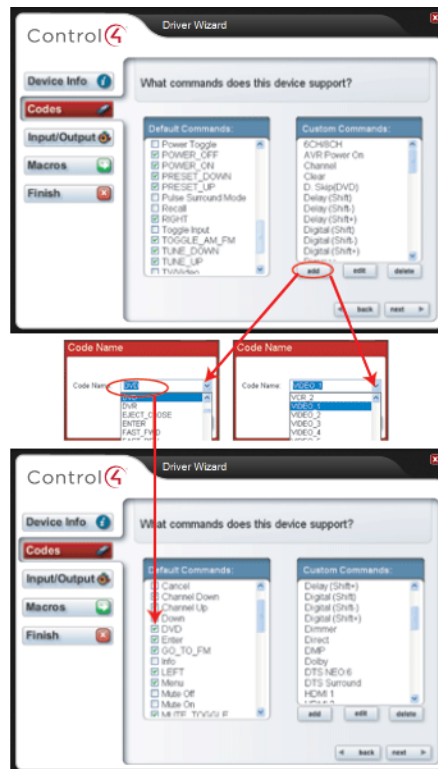 Driver Wizard
Control4
Device Info
Codes
Input/Output
Macros
Finish
What commands does this device support?
Default Commands:
Power Toggle
POWER_OFF
POWER_ON
PRESET_DOWN
PRESET_UP
Pulse Surround Mode
Recall
RIGHT
Toggle Input
TOGGLE_AM_FM
TUNE_DOWN
TUNE_UP
TV/Video
Custom Commands:
6CH/8CH
AVR Power On
Channel
Clear
D. Skip(DVD)
Delay (Shift)
Delay (Shift-)
Delay (Shift+)
Digital (Shift)
Digital (Shift-)
Digital (Shift+)
add edit delete
back next
Code Name
Code Name: DVD
DVD
DVR
EJECT_CLOSE
ENTER
FAST_FWD
Code Name
Code Name: VIDEO_1
VCR_2
VIDEO_1
VIDEO_2
VIDEO_3
VIDEO_4
Driver Wizard
Control4
Device Info
Codes
Input/Output
Macros
Finish
What commands does this device support?
Default Commands:
Cancel
Channel Down
Channel Up
Down
DVD
Enter
GO_TO_FM
Info
LEFT
Menu
Mute Off
Mute On
MUTE_TOGGLE
Custom Commands:
Delay (Shift+)
Digital (Shift)
Digital (Shift-)
Digital (Shift+)
Dimmer
Direct
DMP
Dolby
DTS NEO:6
DTS Surround
HDMI 1
add edit delete
back next